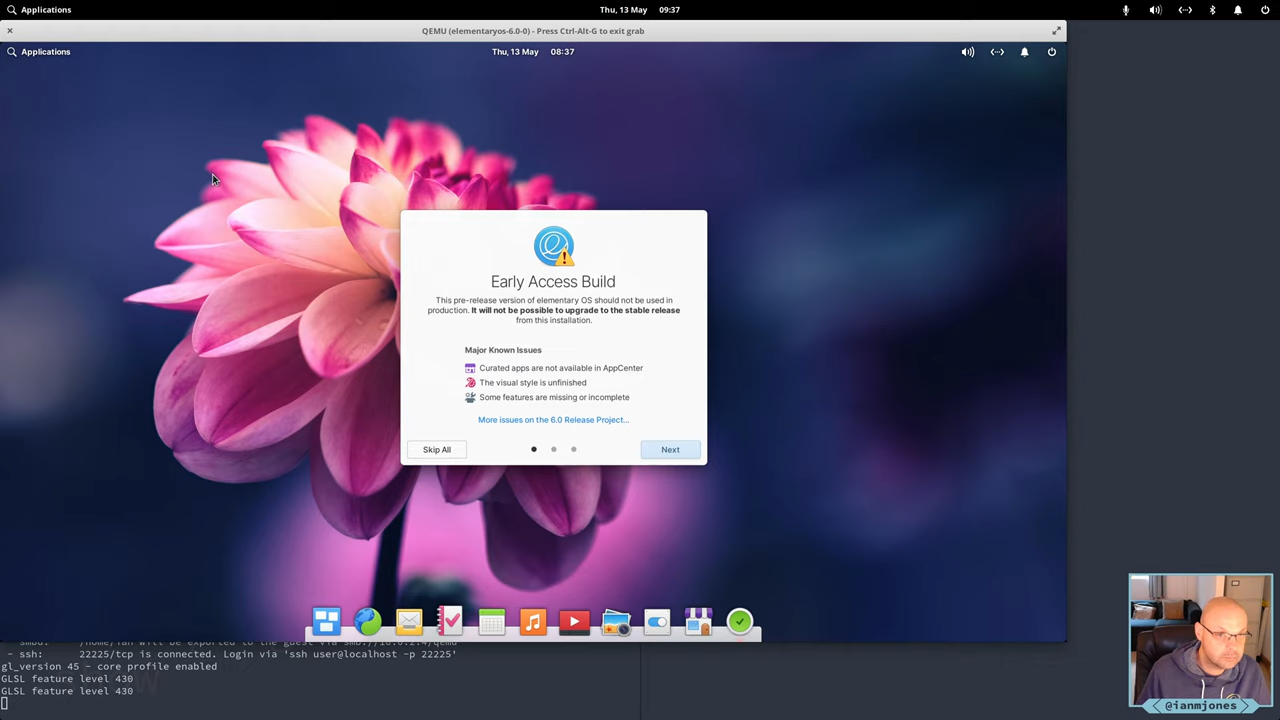 Applications
Thu, 13 May 09:37
QEMU (elementaryos-6.0-0) - Press Ctrl-Alt-G to exit grab
Applications
Thu, 13 May 08:37
Early Access Build
This pre-release version of elementary OS should not be used in
production. It will not be possible to upgrade to the stable release
from this installation.
Major Known Issues
Curated apps are not available in AppCenter
The visual style is unfinished
Some features are missing or incomplete
More issues on the 6.0 Release Project...
Skip All
Next
- ssh: 22225/tcp is connected. Login via 'ssh user@localhost -p 22225'
gl_version 45 - core profile enabled
GLSL feature level 430
GLSL feature level 430
@ianmjones